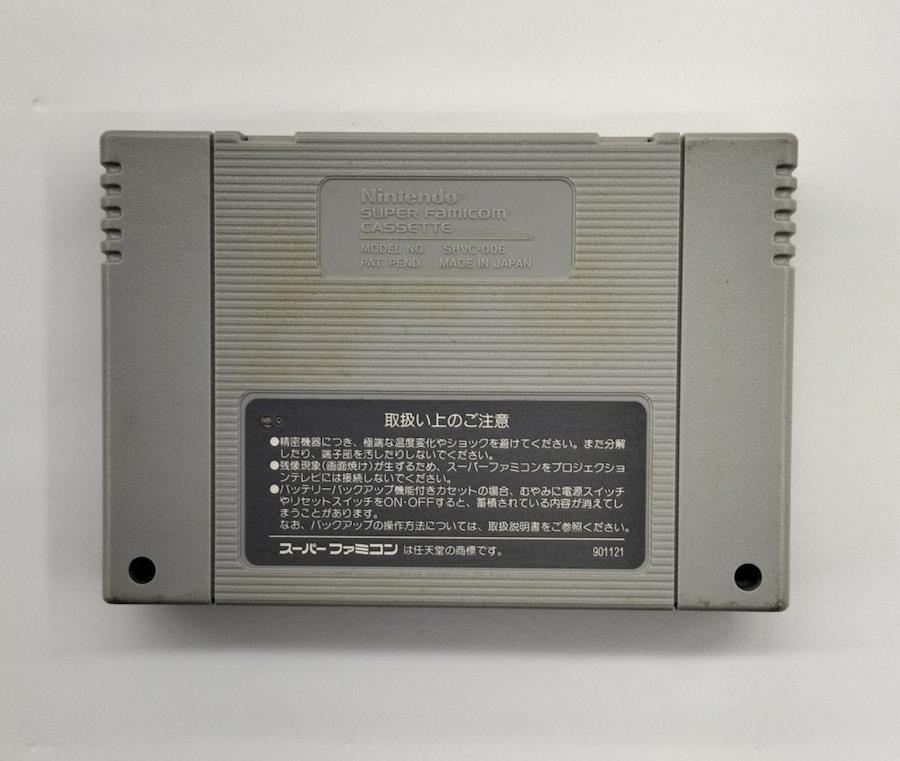 Nintendo®
SUPER FAMICOM®
CASSETTE
MODEL NO. SHVC-006
PAT. PEND. MADE IN JAPAN
取扱い上のご注意
●精密機器につき、極端な温度変化やショックを避けてください。また分解
したり、端子部を汚したりしないでください。
●残像現象(画面焼け)が生ずるため、スーパーファミコンをプロジェクショ
ンテレビには接続しないでください。
●バッテリーバックアップ機能付きカセットの場合、むやみに電源スイッチ
やリセットスイッチをON・OFFすると、蓄積されている内容が消えてし
まうことがあります。
なお、バックアップの操作方法については、取扱説明書をご参照ください。
スーパーファミコン は任天堂の商標です。 901121